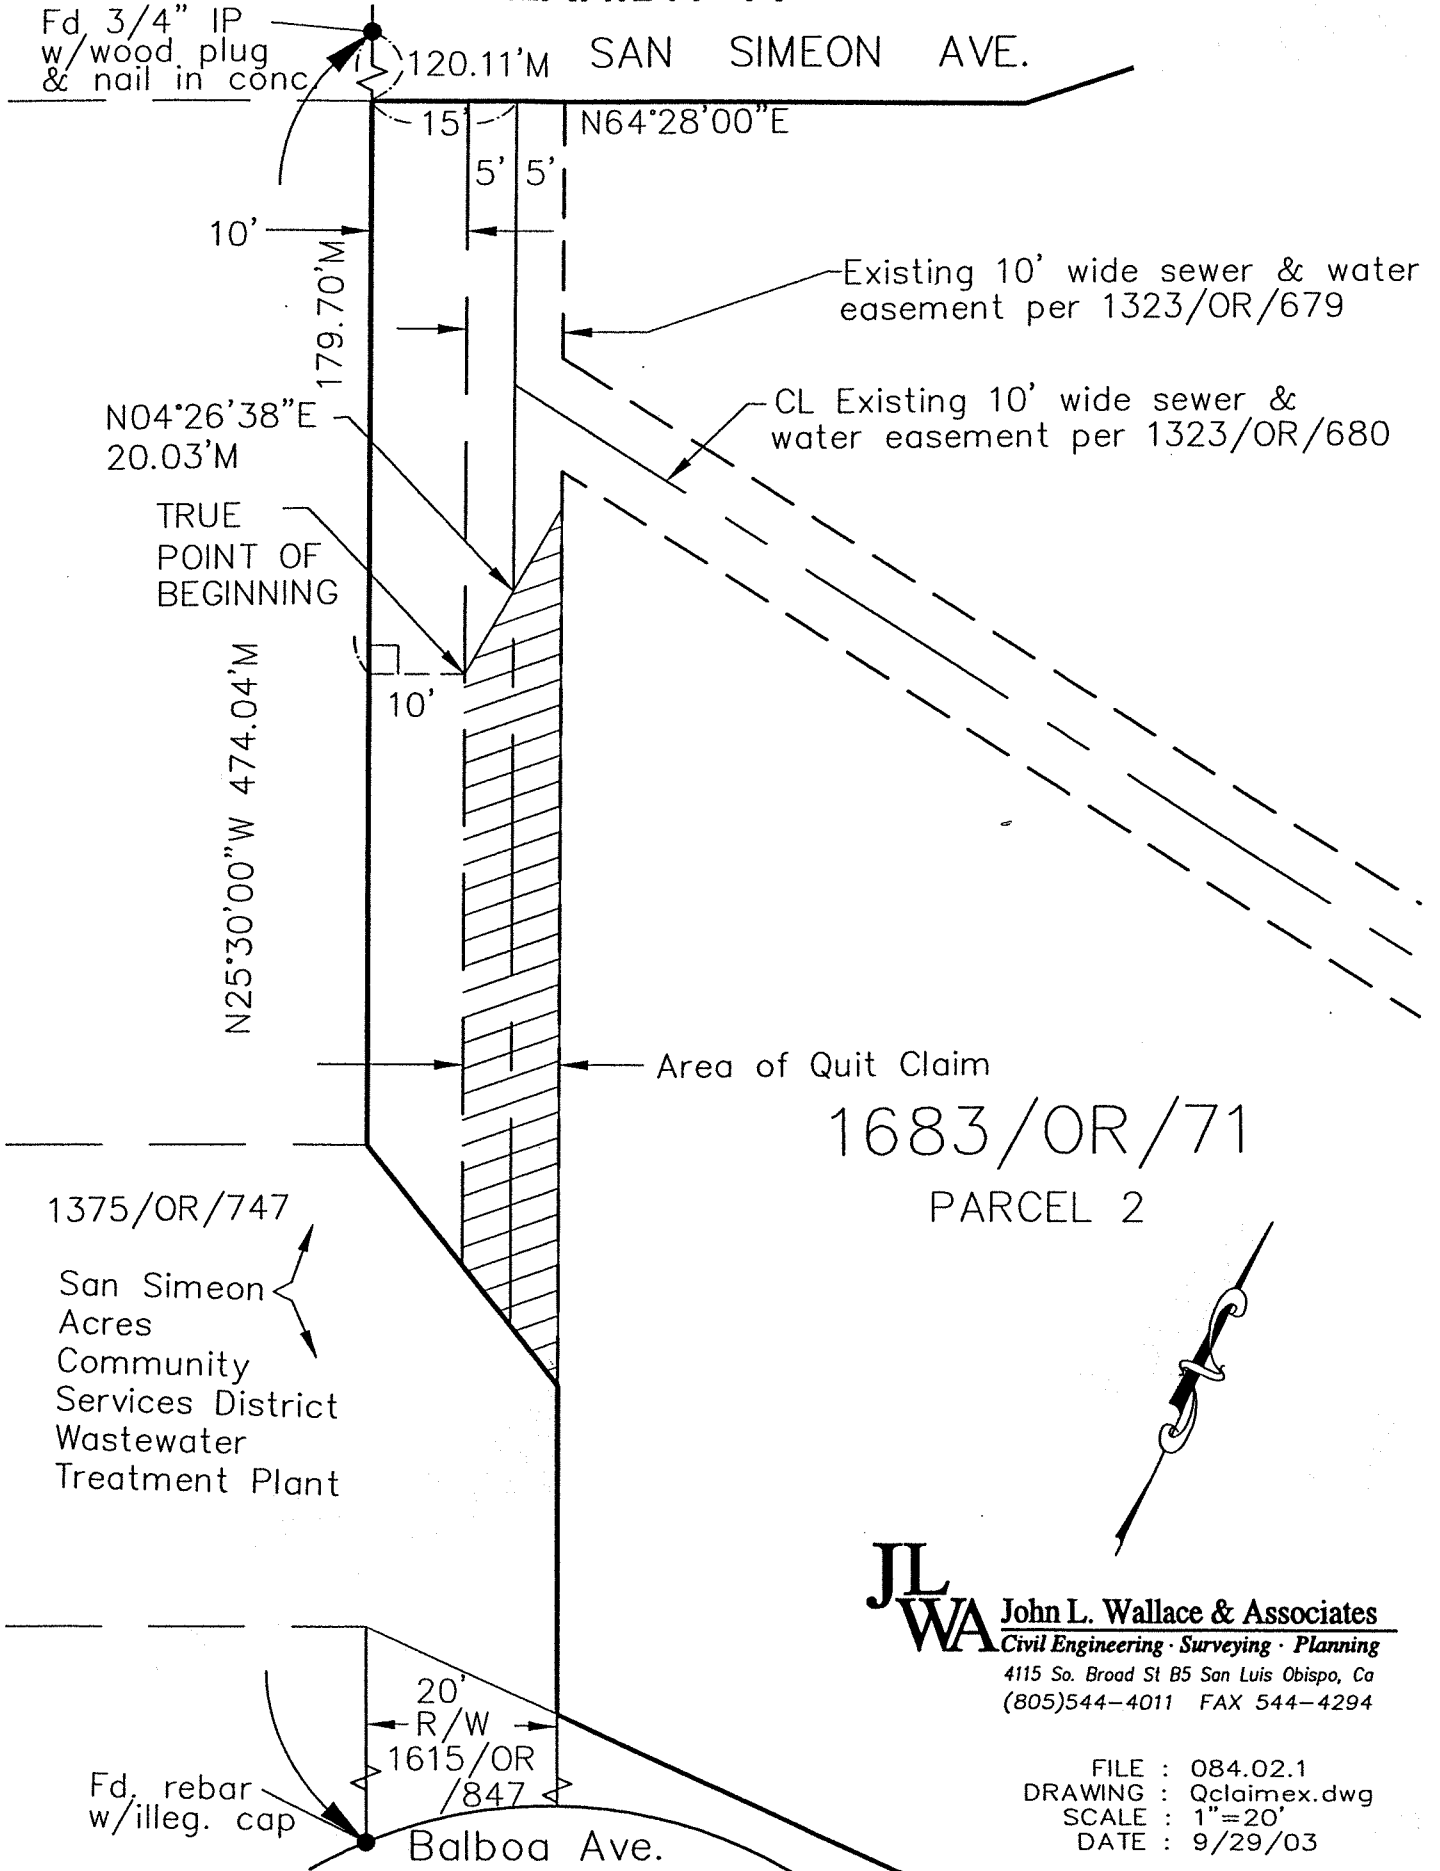 Fd 3/4" IP
w/wood plug
& nail in conc.
120.11'M
SAN SIMEON AVE.
15'
N64°28'00"E
5' 5'
10'
179.70'M
Existing 10' wide sewer & water
easement per 1323/OR/679
N04°26'38"E
20.03'M
CL Existing 10' wide sewer &
water easement per 1323/OR/680
TRUE
POINT OF
BEGINNING
10'
N25°30'00"W 474.04'M
Area of Quit Claim
1683/OR/71
PARCEL 2
1375/OR/747
San Simeon
Acres
Community
Services District
Wastewater
Treatment Plant
JL
WA
John L. Wallace & Associates
Civil Engineering · Surveying · Planning
4115 So. Broad St B5 San Luis Obispo, Ca
(805)544-4011 FAX 544-4294
20'
R/W
1615/OR
/847
Fd. rebar
w/illeg. cap
Balboa Ave.
FILE : 084.02.1
DRAWING : Qclaimex.dwg
SCALE : 1"=20'
DATE : 9/29/03